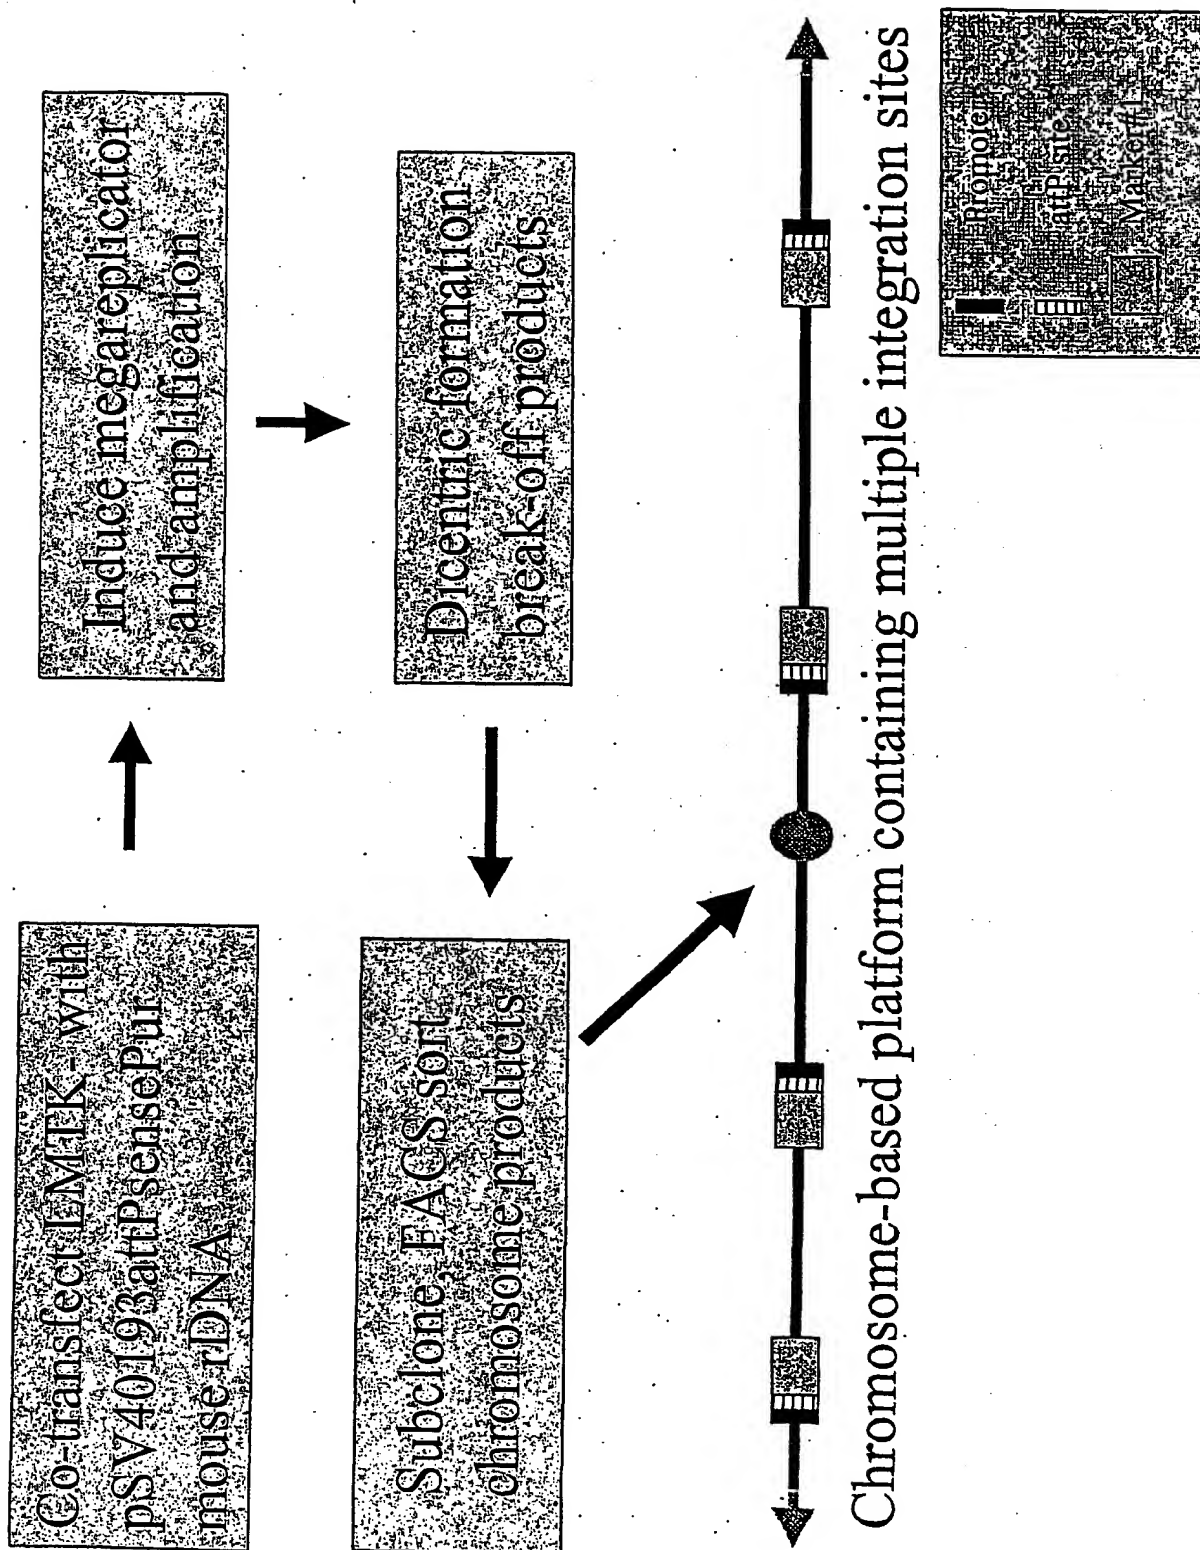 Co-transfect LMTK- with
pSV40193attPsensePur
mouse rDNA
Induce megareplicator
and amplification
Dicentric formation
break-off products
Subclone, FACS sort
chromosome products
Chromosome-based platform containing multiple integration sites
Promoter
attP site
Marker#1